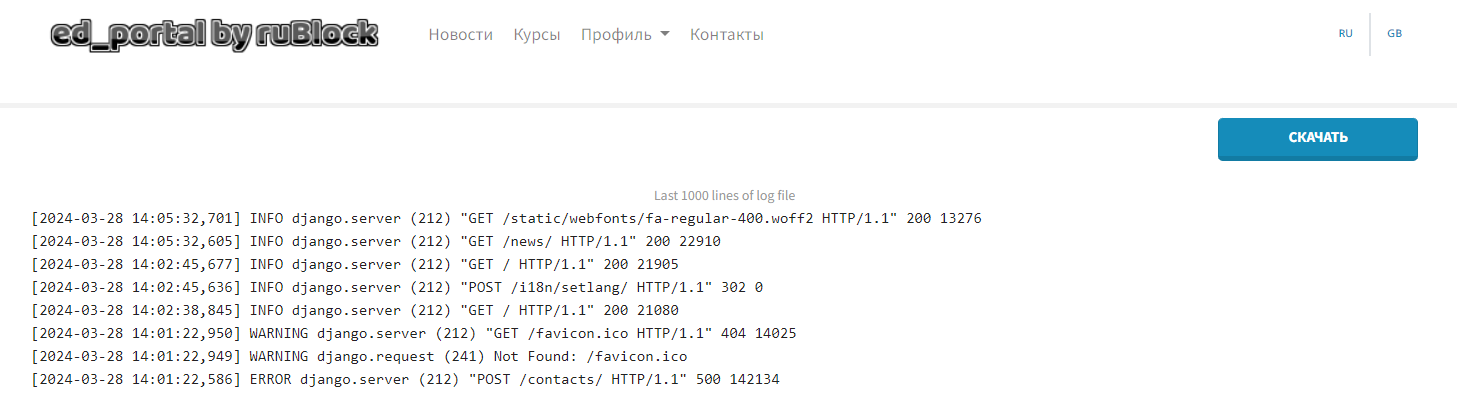 ed_portal by ruBlock Новости Курсы Профиль Контакты RU GB
СКАЧАТЬ
Last 1000 lines of log file
[2024-03-28 14:05:32,701] INFO django.server (212) "GET /static/webfonts/fa-regular-400.woff2 HTTP/1.1" 200 13276
[2024-03-28 14:05:32,605] INFO django.server (212) "GET /news/ HTTP/1.1" 200 22910
[2024-03-28 14:02:45,677] INFO django.server (212) "GET / HTTP/1.1" 200 21905
[2024-03-28 14:02:45,636] INFO django.server (212) "POST /i18n/setlang/ HTTP/1.1" 302 0
[2024-03-28 14:02:38,845] INFO django.server (212) "GET / HTTP/1.1" 200 21080
[2024-03-28 14:01:22,950] WARNING django.server (212) "GET /favicon.ico HTTP/1.1" 404 14025
[2024-03-28 14:01:22,949] WARNING django.request (241) Not Found: /favicon.ico
[2024-03-28 14:01:22,586] ERROR django.server (212) "POST /contacts/ HTTP/1.1" 500 142134